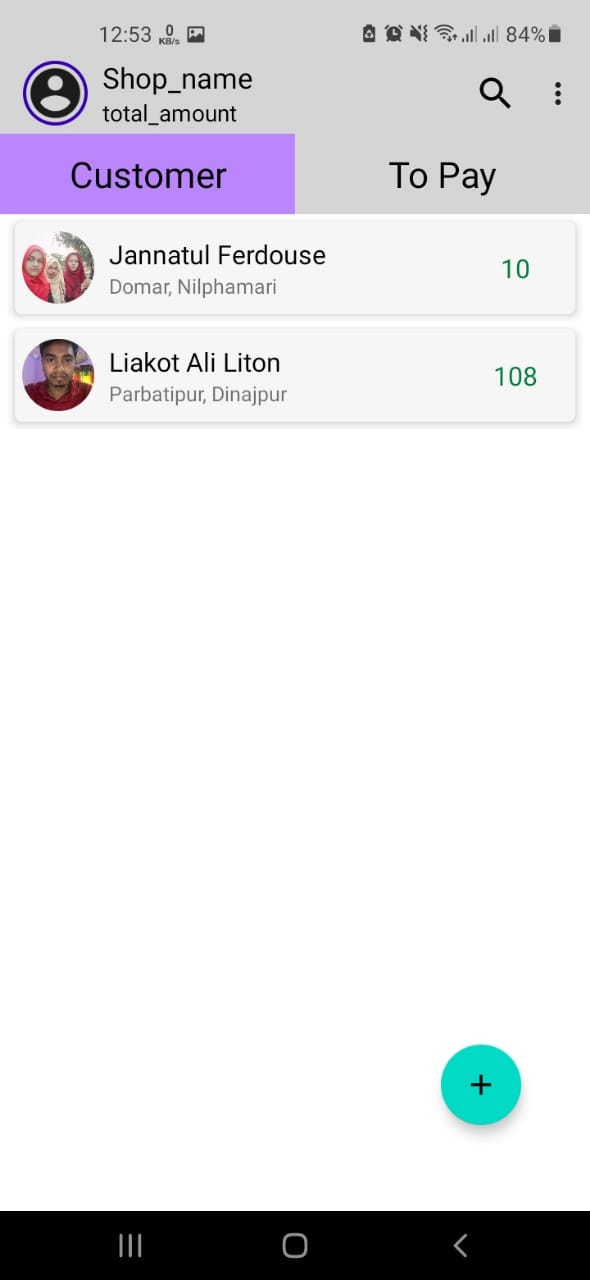 12:53 0 KB/s 84%
Shop_name
total_amount
Customer To Pay
Jannatul Ferdouse 10
Domar, Nilphamari
Liakot Ali Liton 108
Parbatipur, Dinajpur
+